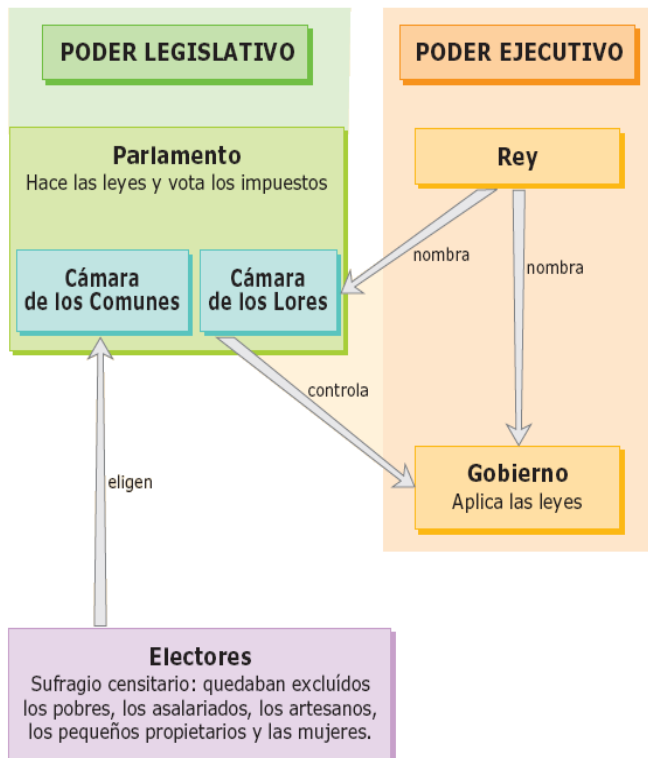 PODER LEGISLATIVO
PODER EJECUTIVO
Parlamento
Hace las leyes y vota los impuestos
Rey
nombra
nombra
Cámara
de los Comunes
Cámara
de los Lores
controla
Gobierno
Aplica las leyes
eligen
Electores
Sufragio censitario: quedaban excluídos
los pobres, los asalariados, los artesanos,
los pequeños propietarios y las mujeres.